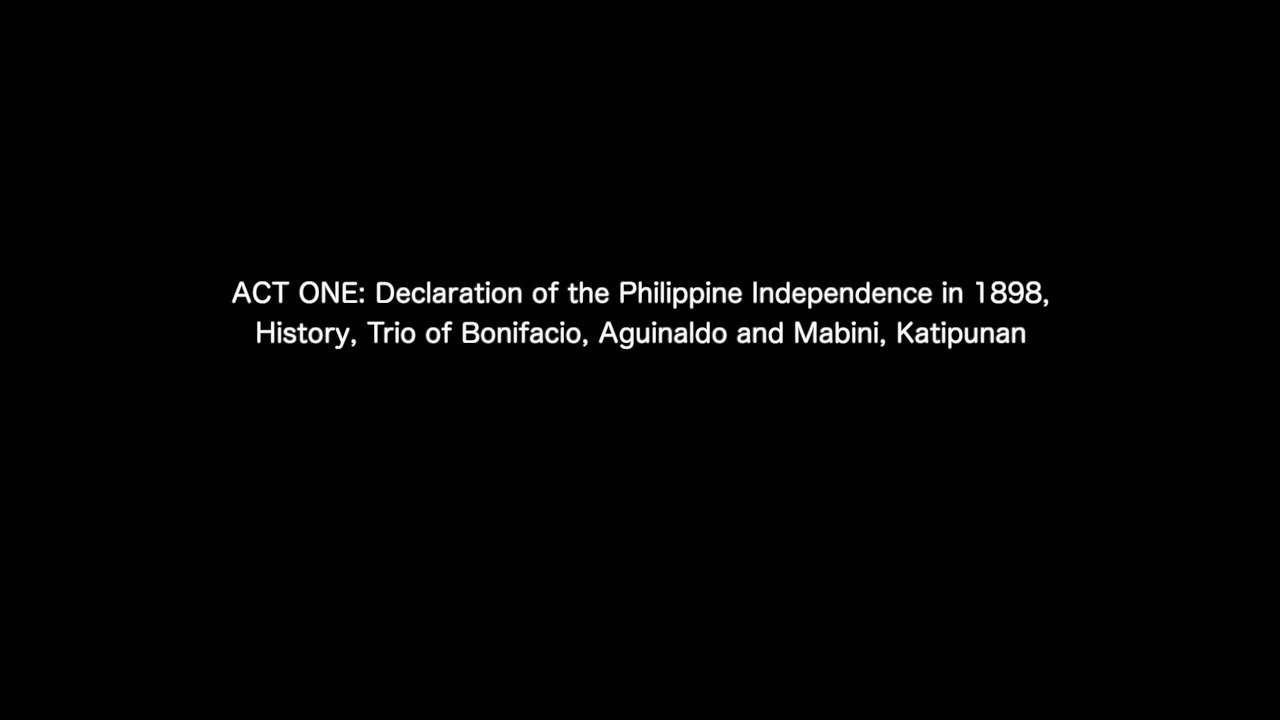 ACT ONE: Declaration of the Philippine Independence in 1898,
History, Trio of Bonifacio, Aguinaldo and Mabini, Katipunan